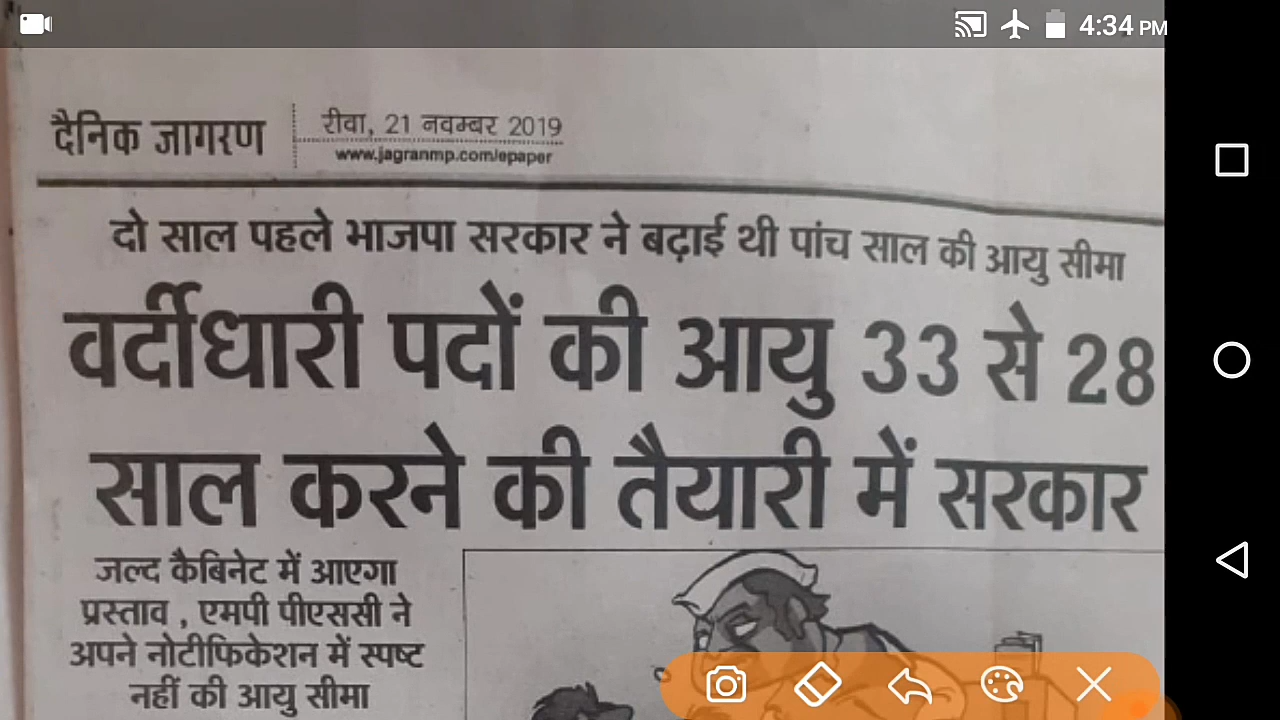 4:34 PM
दैनिक जागरण
रीवा, 21 नवम्बर 2019
www.jagranmp.com/epaper
दो साल पहले भाजपा सरकार ने बढ़ाई थी पांच साल की आयु सीमा
वर्दीधारी पदों की आयु 33 से 28
साल करने की तैयारी में सरकार
जल्द कैबिनेट में आएगा
प्रस्ताव , एमपी पीएससी ने
अपने नोटीफिकेशन में स्पष्ट
नहीं की आयु सीमा